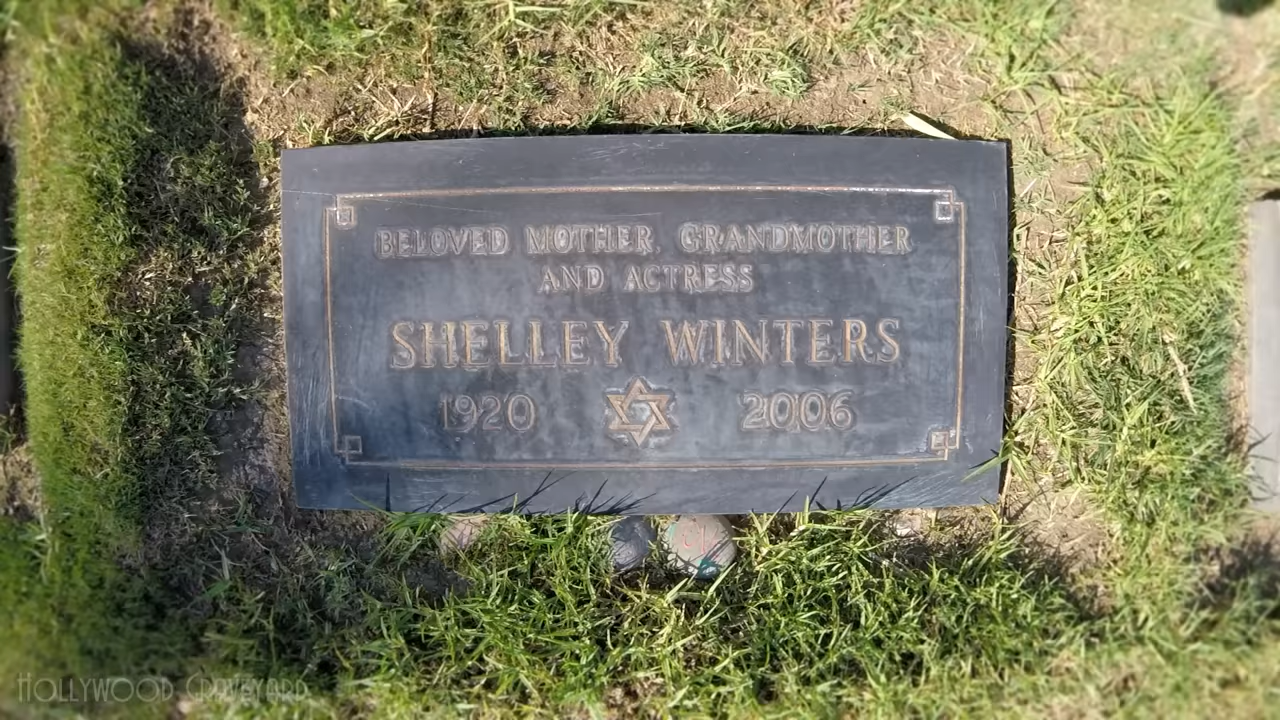 BELOVED MOTHER, GRANDMOTHER
AND ACTRESS
SHELLEY WINTERS
1920 2006
HOLLYWOOD GRAVEYARD